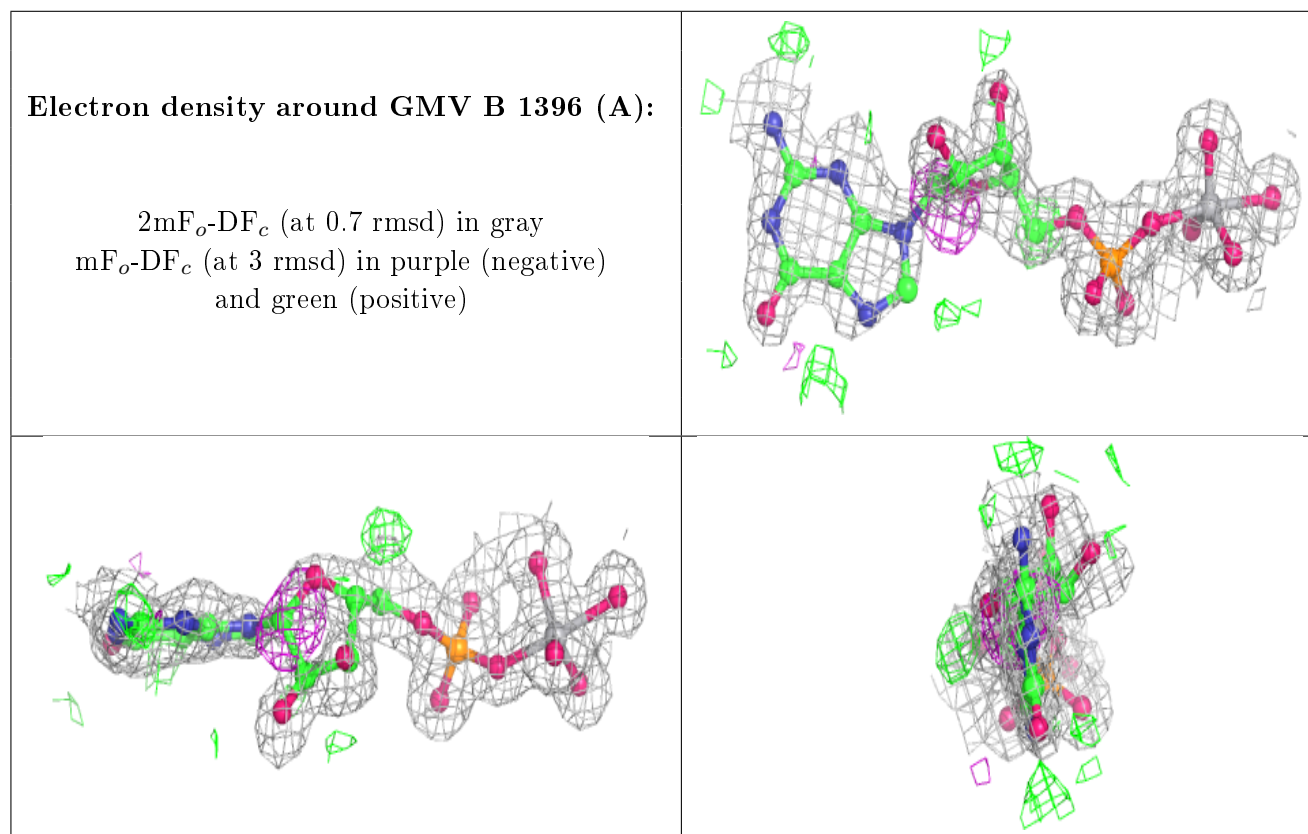 Electron density around GMV B 1396 (A):
2mFₒ-DF𝒸 (at 0.7 rmsd) in gray
mFₒ-DF𝒸 (at 3 rmsd) in purple (negative)
and green (positive)